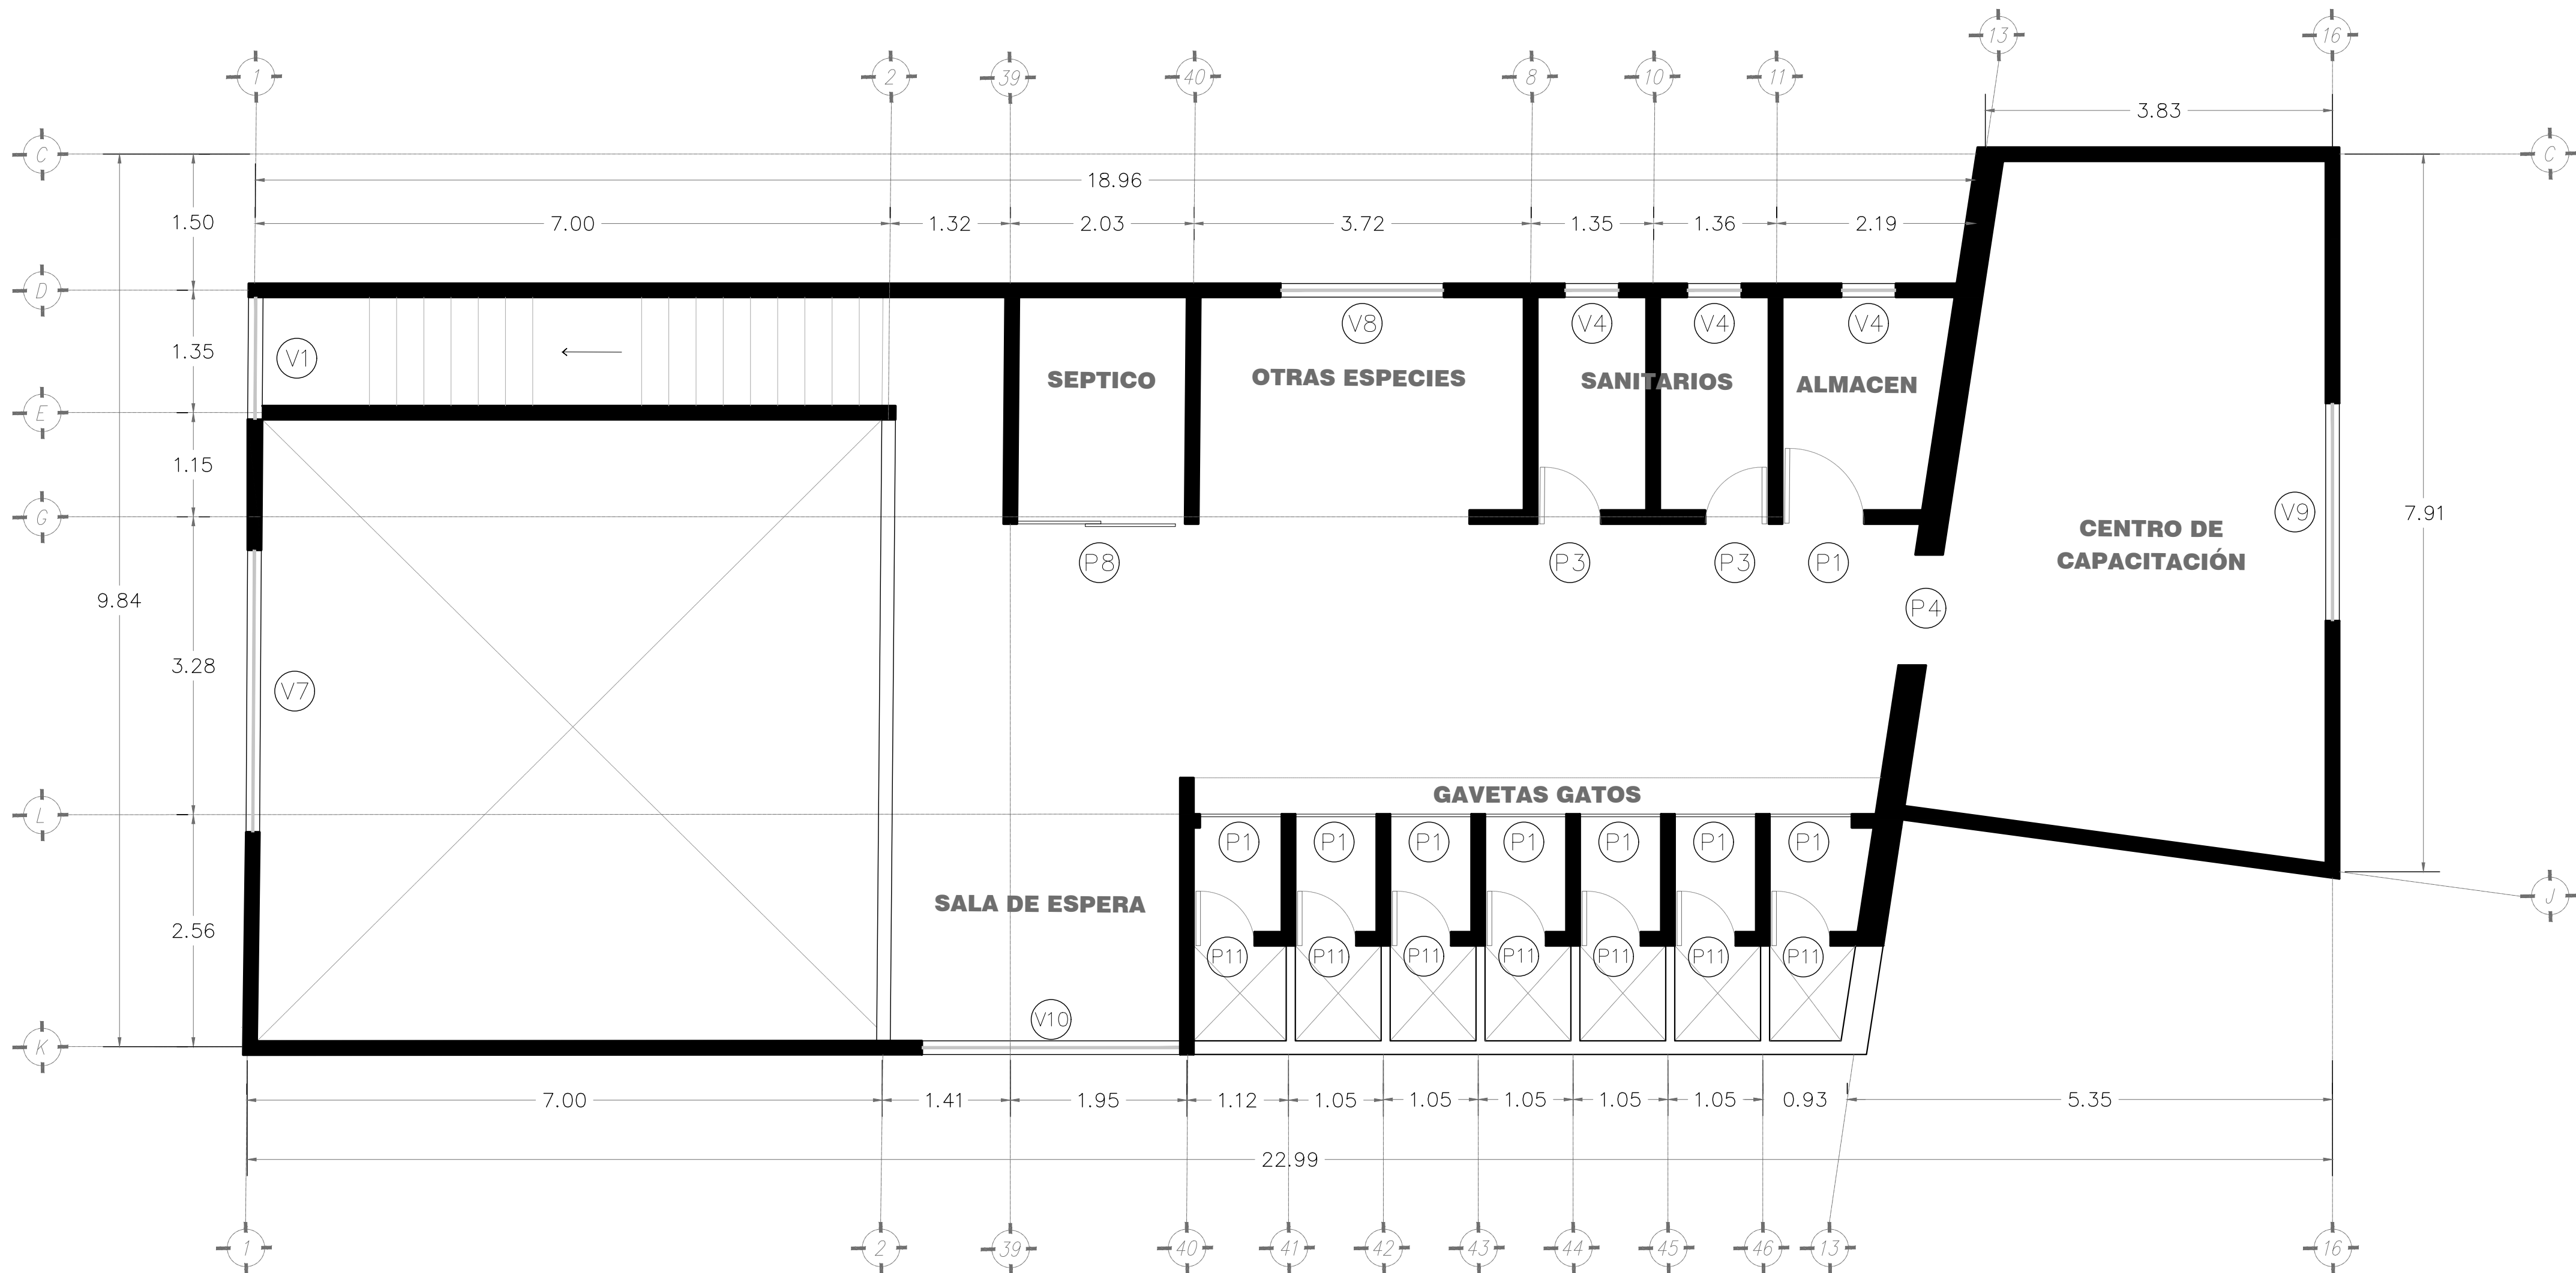 13 16
1 2 39 40 8 10 11
3.83
C C
18.96
1.50 7.00 1.32 2.03 3.72 1.35 1.36 2.19
D
V8 V4 V4 V4
1.35 V1
SEPTICO OTRAS ESPECIES SANITARIOS ALMACEN
E
1.15
G V9 7.91
CENTRO DE
CAPACITACIÓN
P8 P3 P3 P1
9.84 P4
3.28
V7
GAVETAS GATOS
L
P1 P1 P1 P1 P1 P1 P1
J
SALA DE ESPERA
2.56
P11 P11 P11 P11 P11 P11 P11
V10
K
7.00 1.41 1.95 1.12 1.05 1.05 1.05 1.05 1.05 0.93 5.35
22.99
1 2 39 40 41 42 43 44 45 46 13 16